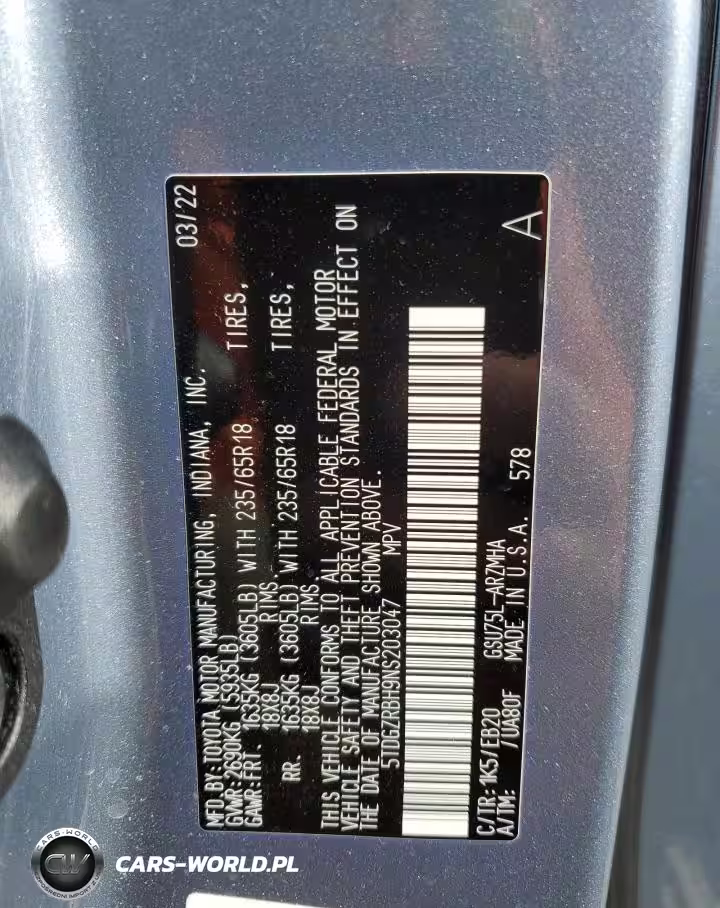 MFD.BY:TOYOTA MOTOR MANUFACTURING, INDIANA, INC. 03/22
GVWR:2690KG (5935LB)
GAWR:FRT. 1635KG (3605LB) WITH 235/65R18 TIRES,
18X8J RIMS.
RR. 1635KG (3605LB) WITH 235/65R18 TIRES,
18X8J RIMS.
THIS VEHICLE CONFORMS TO ALL APPLICABLE FEDERAL MOTOR
VEHICLE SAFETY AND THEFT PREVENTION STANDARDS IN EFFECT ON
THE DATE OF MANUFACTURE SHOWN ABOVE.
5TDGZRBH9NS203047 MPV
C/TR:1K5/EB20 GSU75L-ARZMHA
A/TM: /UA80F MADE IN U.S.A. 578
A
CARS-WORLD
CW
CARS-WORLD.PL